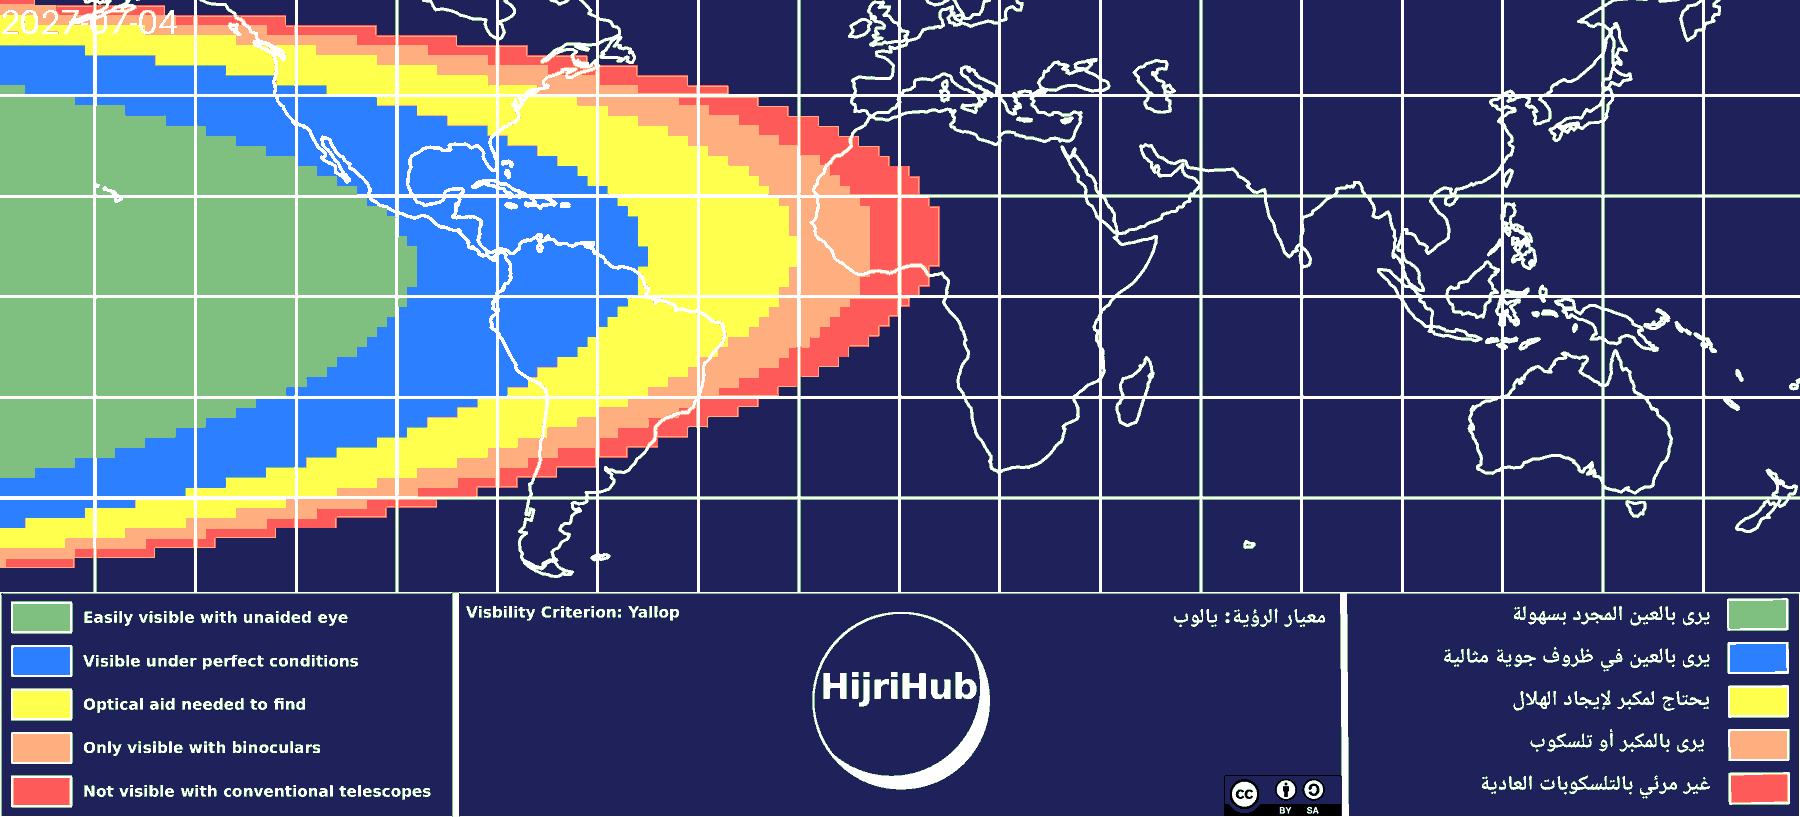 2027-07-04
Easily visible with unaided eye
Visible under perfect conditions
Optical aid needed to find
Only visible with binoculars
Not visible with conventional telescopes
Visbility Criterion: Yallop
معيار الرؤية: يالوب
HijriHub
cc
BY SA
يرى بالعين المجرد بسهولة
يرى بالعين في ظروف جوية مثالية
يحتاج لمكبر لإيجاد الهلال
يرى بالمكبر أو تلسكوب
غير مرئي بالتلسكوبات العادية